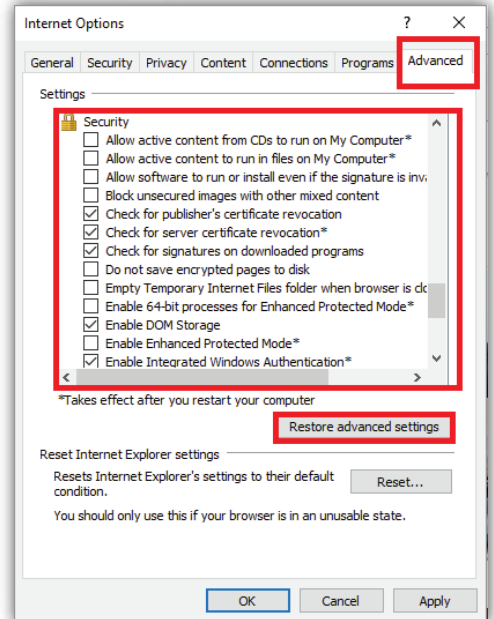 Internet Options ?
General Security Privacy Content Connections Programs Advanced
Settings
Security
Allow active content from CDs to run on My Computer*
Allow active content to run in files on My Computer*
Allow software to run or install even if the signature is inva
Block unsecured images with other mixed content
Check for publisher's certificate revocation
Check for server certificate revocation*
Check for signatures on downloaded programs
Do not save encrypted pages to disk
Empty Temporary Internet Files folder when browser is clo
Enable 64-bit processes for Enhanced Protected Mode*
Enable DOM Storage
Enable Enhanced Protected Mode*
Enable Integrated Windows Authentication*
*Takes effect after you restart your computer
Restore advanced settings
Reset Internet Explorer settings
Resets Internet Explorer's settings to their default
condition.
Reset...
You should only use this if your browser is in an unusable state.
OK Cancel Apply